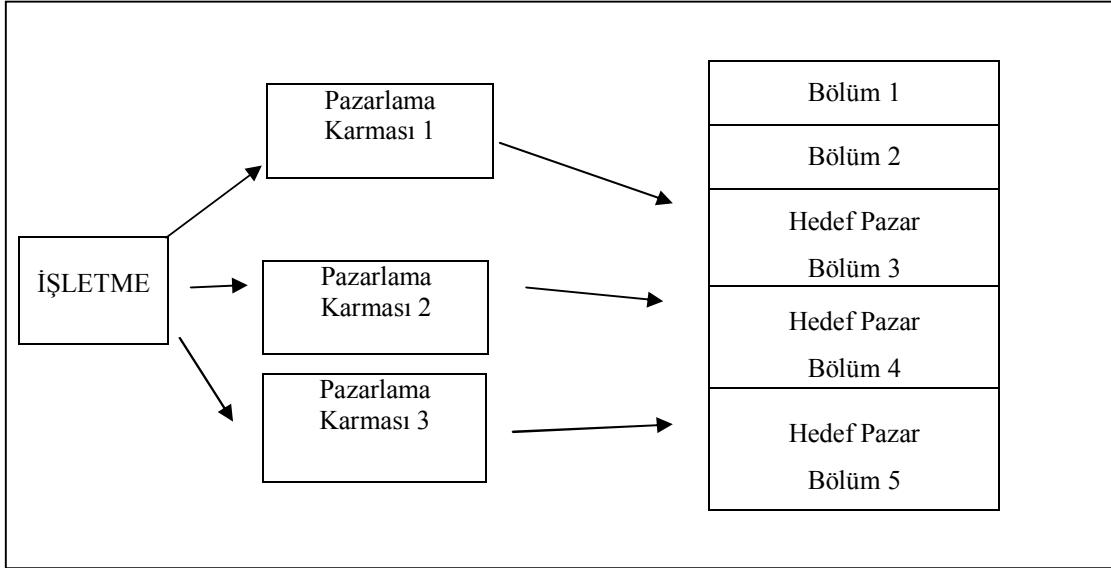 İŞLETME
Pazarlama
Karması 1
Pazarlama
Karması 2
Pazarlama
Karması 3
Bölüm 1
Bölüm 2
Hedef Pazar
Bölüm 3
Hedef Pazar
Bölüm 4
Hedef Pazar
Bölüm 5